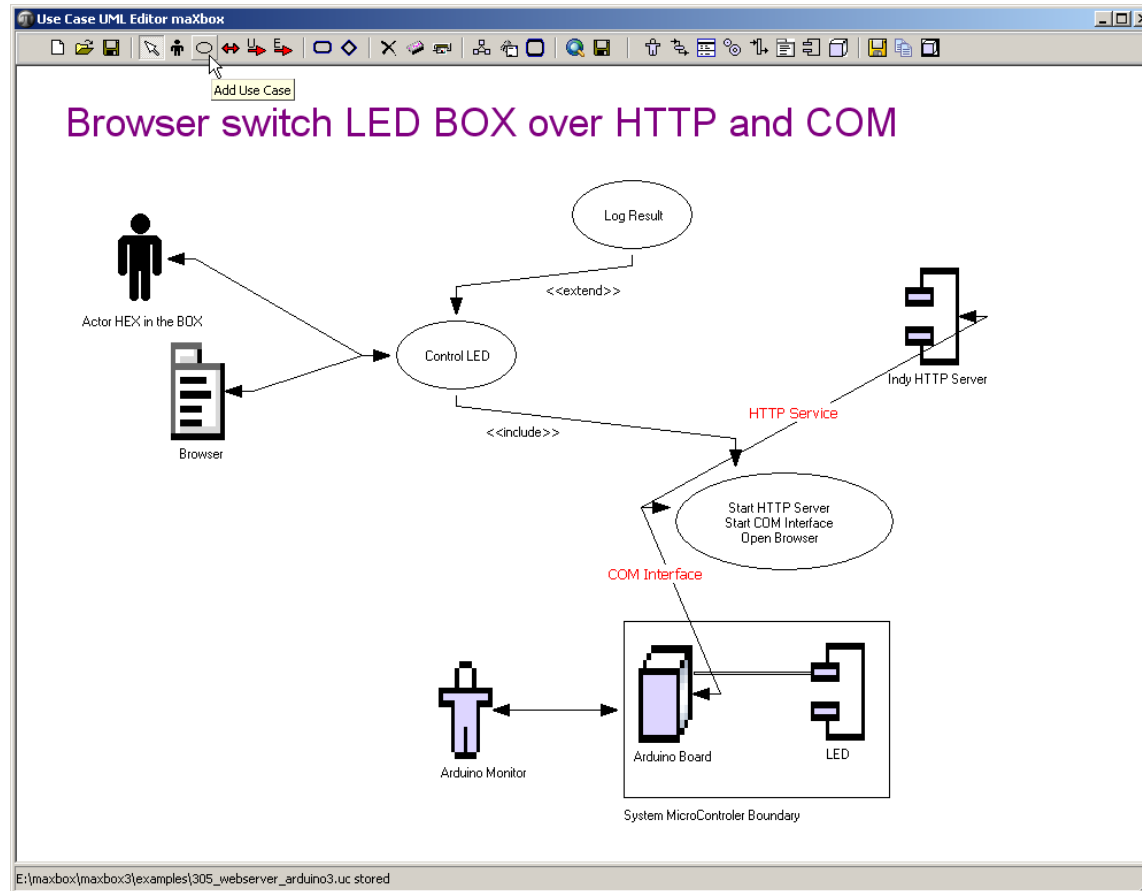 Use Case UML Editor maXbox
Add Use Case
Browser switch LED BOX over HTTP and COM
Log Result
<<extend>>
Actor HEX in the BOX
Control LED
Indy HTTP Server
HTTP Service
<<include>>
Browser
Start HTTP Server
Start COM Interface
Open Browser
COM Interface
Arduino Board
LED
Arduino Monitor
System MicroControler Boundary
E:\maxbox\maxbox3\examples\305_webserver_arduino3.uc stored